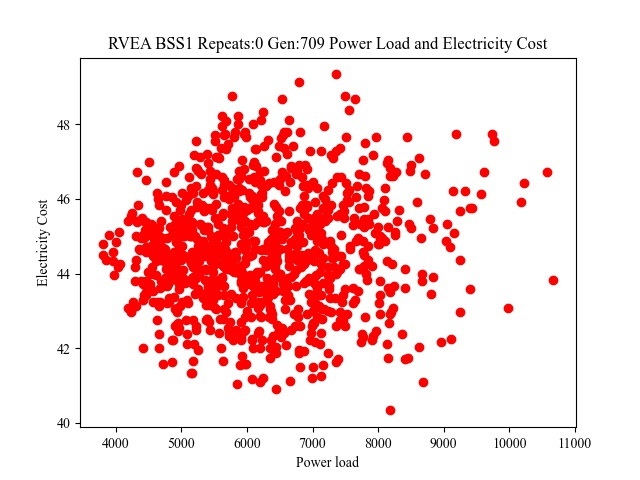 RVEA BSS1 Repeats:0 Gen:709 Power Load and Electricity Cost
48
46
44
42
40
Electricity Cost
4000 5000 6000 7000 8000 9000 10000 11000
Power load